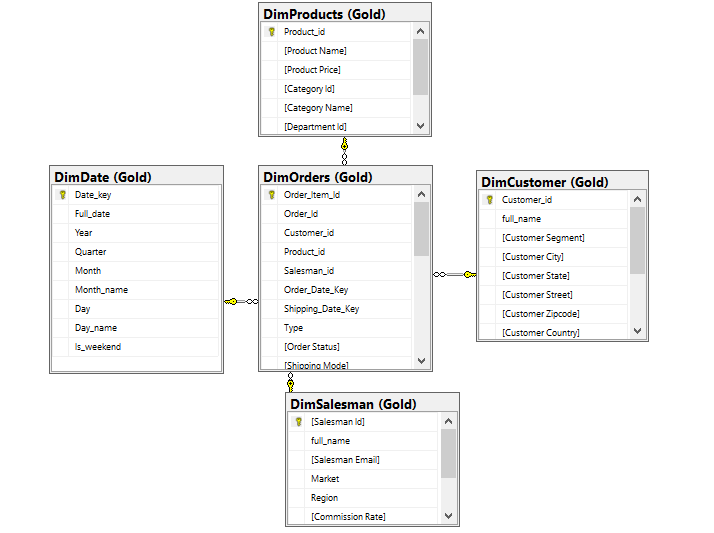 DimProducts (Gold)
Product_id
[Product Name]
[Product Price]
[Category Id]
[Category Name]
[Department Id]
DimDate (Gold)
Date_key
Full_date
Year
Quarter
Month
Month_name
Day
Day_name
Is_weekend
DimOrders (Gold)
Order_Item_Id
Order_Id
Customer_id
Product_id
Salesman_id
Order_Date_Key
Shipping_Date_Key
Type
[Order Status]
[Shipping Mode]
DimCustomer (Gold)
Customer_id
full_name
[Customer Segment]
[Customer City]
[Customer State]
[Customer Street]
[Customer Zipcode]
[Customer Country]
DimSalesman (Gold)
[Salesman Id]
full_name
[Salesman Email]
Market
Region
[Commission Rate]